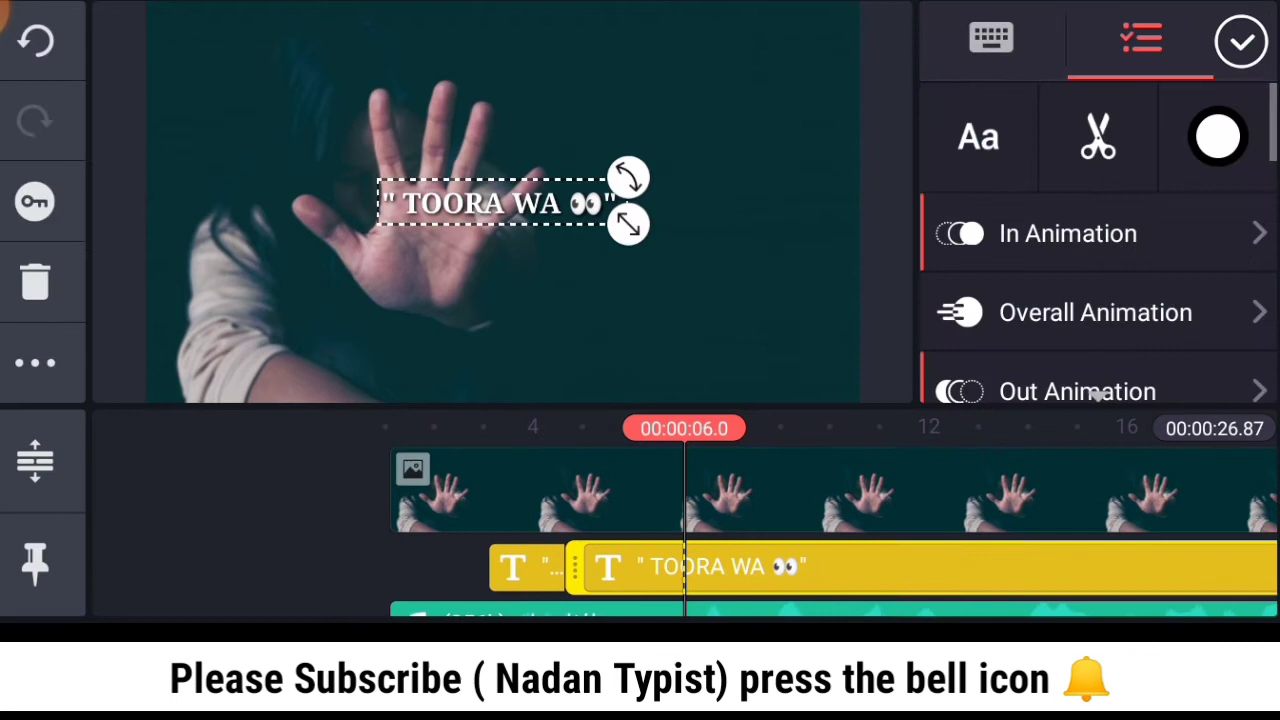 " TOORA WA 👀"
Aa
In Animation
Overall Animation
Out Animation
4
00:00:06.0
12
16
00:00:26.87
T "...
T " TOORA WA 👀"
Please Subscribe ( Nadan Typist) press the bell icon 🔔